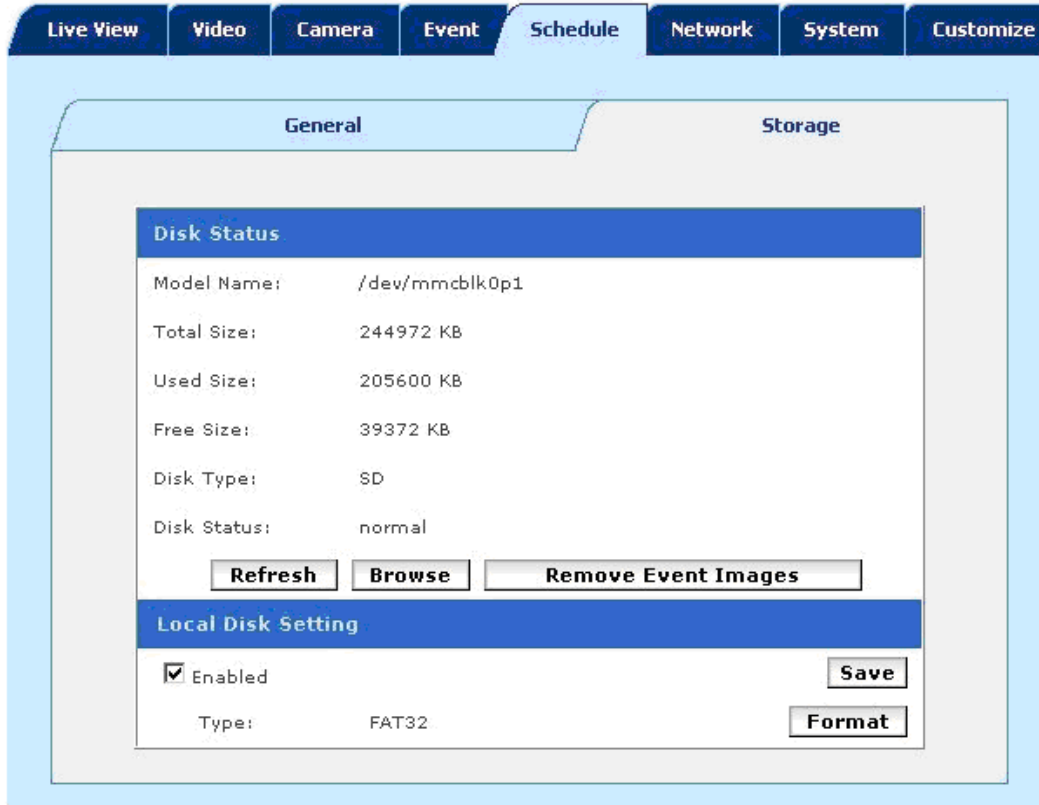 Live View Video Camera Event Schedule Network System Customize
General Storage
Disk Status
Model Name: /dev/mmcblk0p1
Total Size: 244972 KB
Used Size: 205600 KB
Free Size: 39372 KB
Disk Type: SD
Disk Status: normal
Refresh Browse Remove Event Images
Local Disk Setting
Enabled Save
Type: FAT32 Format